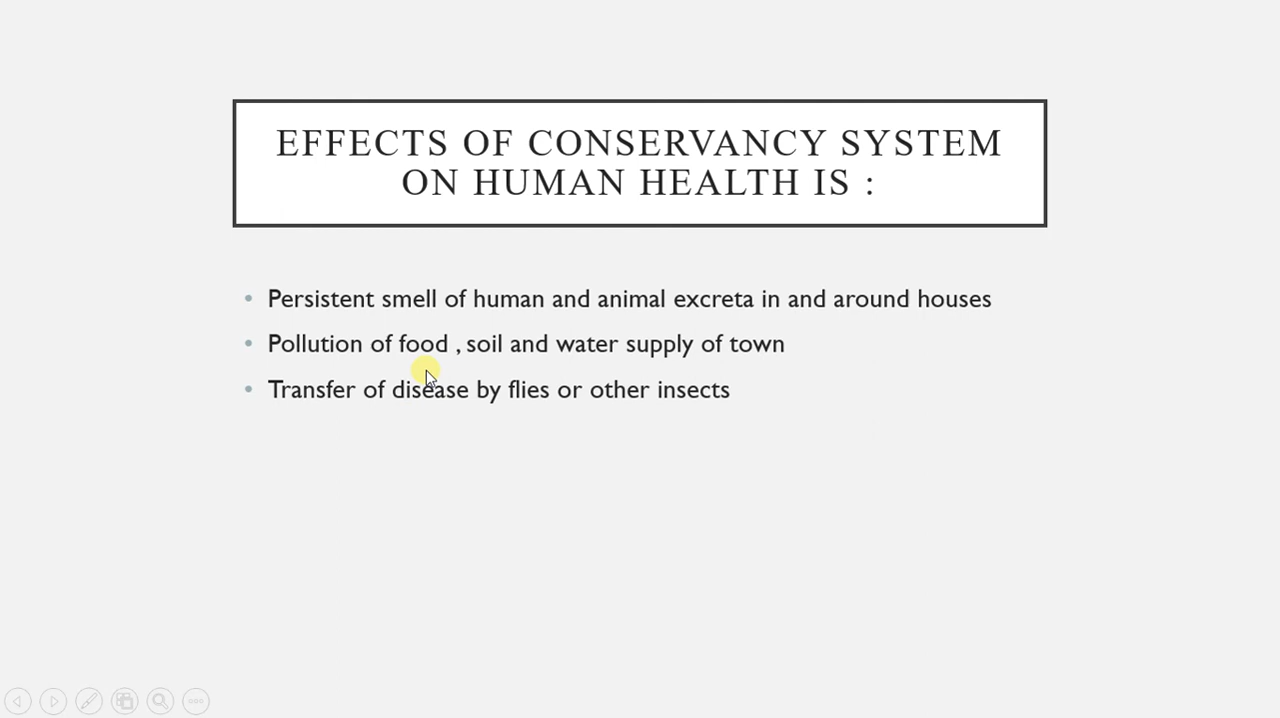 EFFECTS OF CONSERVANCY SYSTEM
ON HUMAN HEALTH IS :
• Persistent smell of human and animal excreta in and around houses
• Pollution of food , soil and water supply of town
• Transfer of disease by flies or other insects